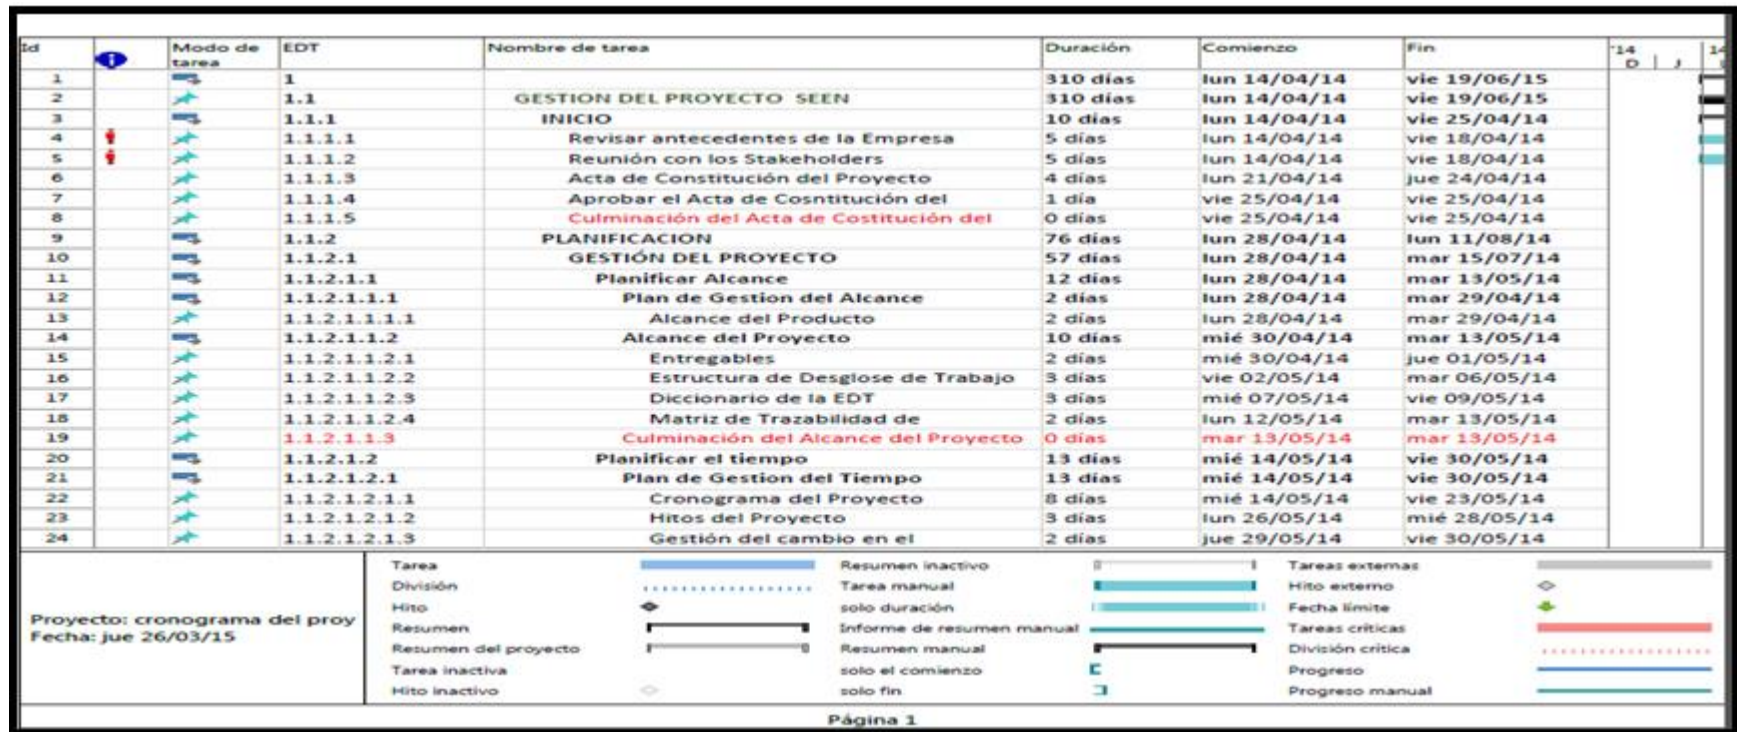 Id Modo de tarea EDT Nombre de tarea Duración Comienzo Fin '14 14
D J
1 1 310 días lun 14/04/14 vie 19/06/15
2 1.1 GESTION DEL PROYECTO SEEN 310 días lun 14/04/14 vie 19/06/15
3 1.1.1 INICIO 10 días lun 14/04/14 vie 25/04/14
4 1.1.1.1 Revisar antecedentes de la Empresa 5 días lun 14/04/14 vie 18/04/14
5 1.1.1.2 Reunión con los Stakeholders 5 días lun 14/04/14 vie 18/04/14
6 1.1.1.3 Acta de Constitución del Proyecto 4 días lun 21/04/14 jue 24/04/14
7 1.1.1.4 Aprobar el Acta de Cosntitución del 1 día vie 25/04/14 vie 25/04/14
8 1.1.1.5 Culminación del Acta de Costitución del 0 días vie 25/04/14 vie 25/04/14
9 1.1.2 PLANIFICACION 76 días lun 28/04/14 lun 11/08/14
10 1.1.2.1 GESTIÓN DEL PROYECTO 57 días lun 28/04/14 mar 15/07/14
11 1.1.2.1.1 Planificar Alcance 12 días lun 28/04/14 mar 13/05/14
12 1.1.2.1.1.1 Plan de Gestion del Alcance 2 días lun 28/04/14 mar 29/04/14
13 1.1.2.1.1.1.1 Alcance del Producto 2 días lun 28/04/14 mar 29/04/14
14 1.1.2.1.1.2 Alcance del Proyecto 10 días mié 30/04/14 mar 13/05/14
15 1.1.2.1.1.2.1 Entregables 2 días mié 30/04/14 jue 01/05/14
16 1.1.2.1.1.2.2 Estructura de Desglose de Trabajo 3 días vie 02/05/14 mar 06/05/14
17 1.1.2.1.1.2.3 Diccionario de la EDT 3 días mié 07/05/14 vie 09/05/14
18 1.1.2.1.1.2.4 Matriz de Trazabilidad de 2 días lun 12/05/14 mar 13/05/14
19 1.1.2.1.1.3 Culminación del Alcance del Proyecto 0 días mar 13/05/14 mar 13/05/14
20 1.1.2.1.2 Planificar el tiempo 13 días mié 14/05/14 vie 30/05/14
21 1.1.2.1.2.1 Plan de Gestion del Tiempo 13 días mié 14/05/14 vie 30/05/14
22 1.1.2.1.2.1.1 Cronograma del Proyecto 8 días mié 14/05/14 vie 23/05/14
23 1.1.2.1.2.1.2 Hitos del Proyecto 3 días lun 26/05/14 mié 28/05/14
24 1.1.2.1.2.1.3 Gestión del cambio en el 2 días jue 29/05/14 vie 30/05/14
Proyecto: cronograma del proy
Fecha: jue 26/03/15
Tarea Resumen inactivo Tareas externas
División Tarea manual Hito externo
Hito solo duración Fecha límite
Resumen Informe de resumen manual Tareas críticas
Resumen del proyecto Resumen manual División crítica
Tarea inactiva solo el comienzo Progreso
Hito inactivo solo fin Progreso manual
Página 1